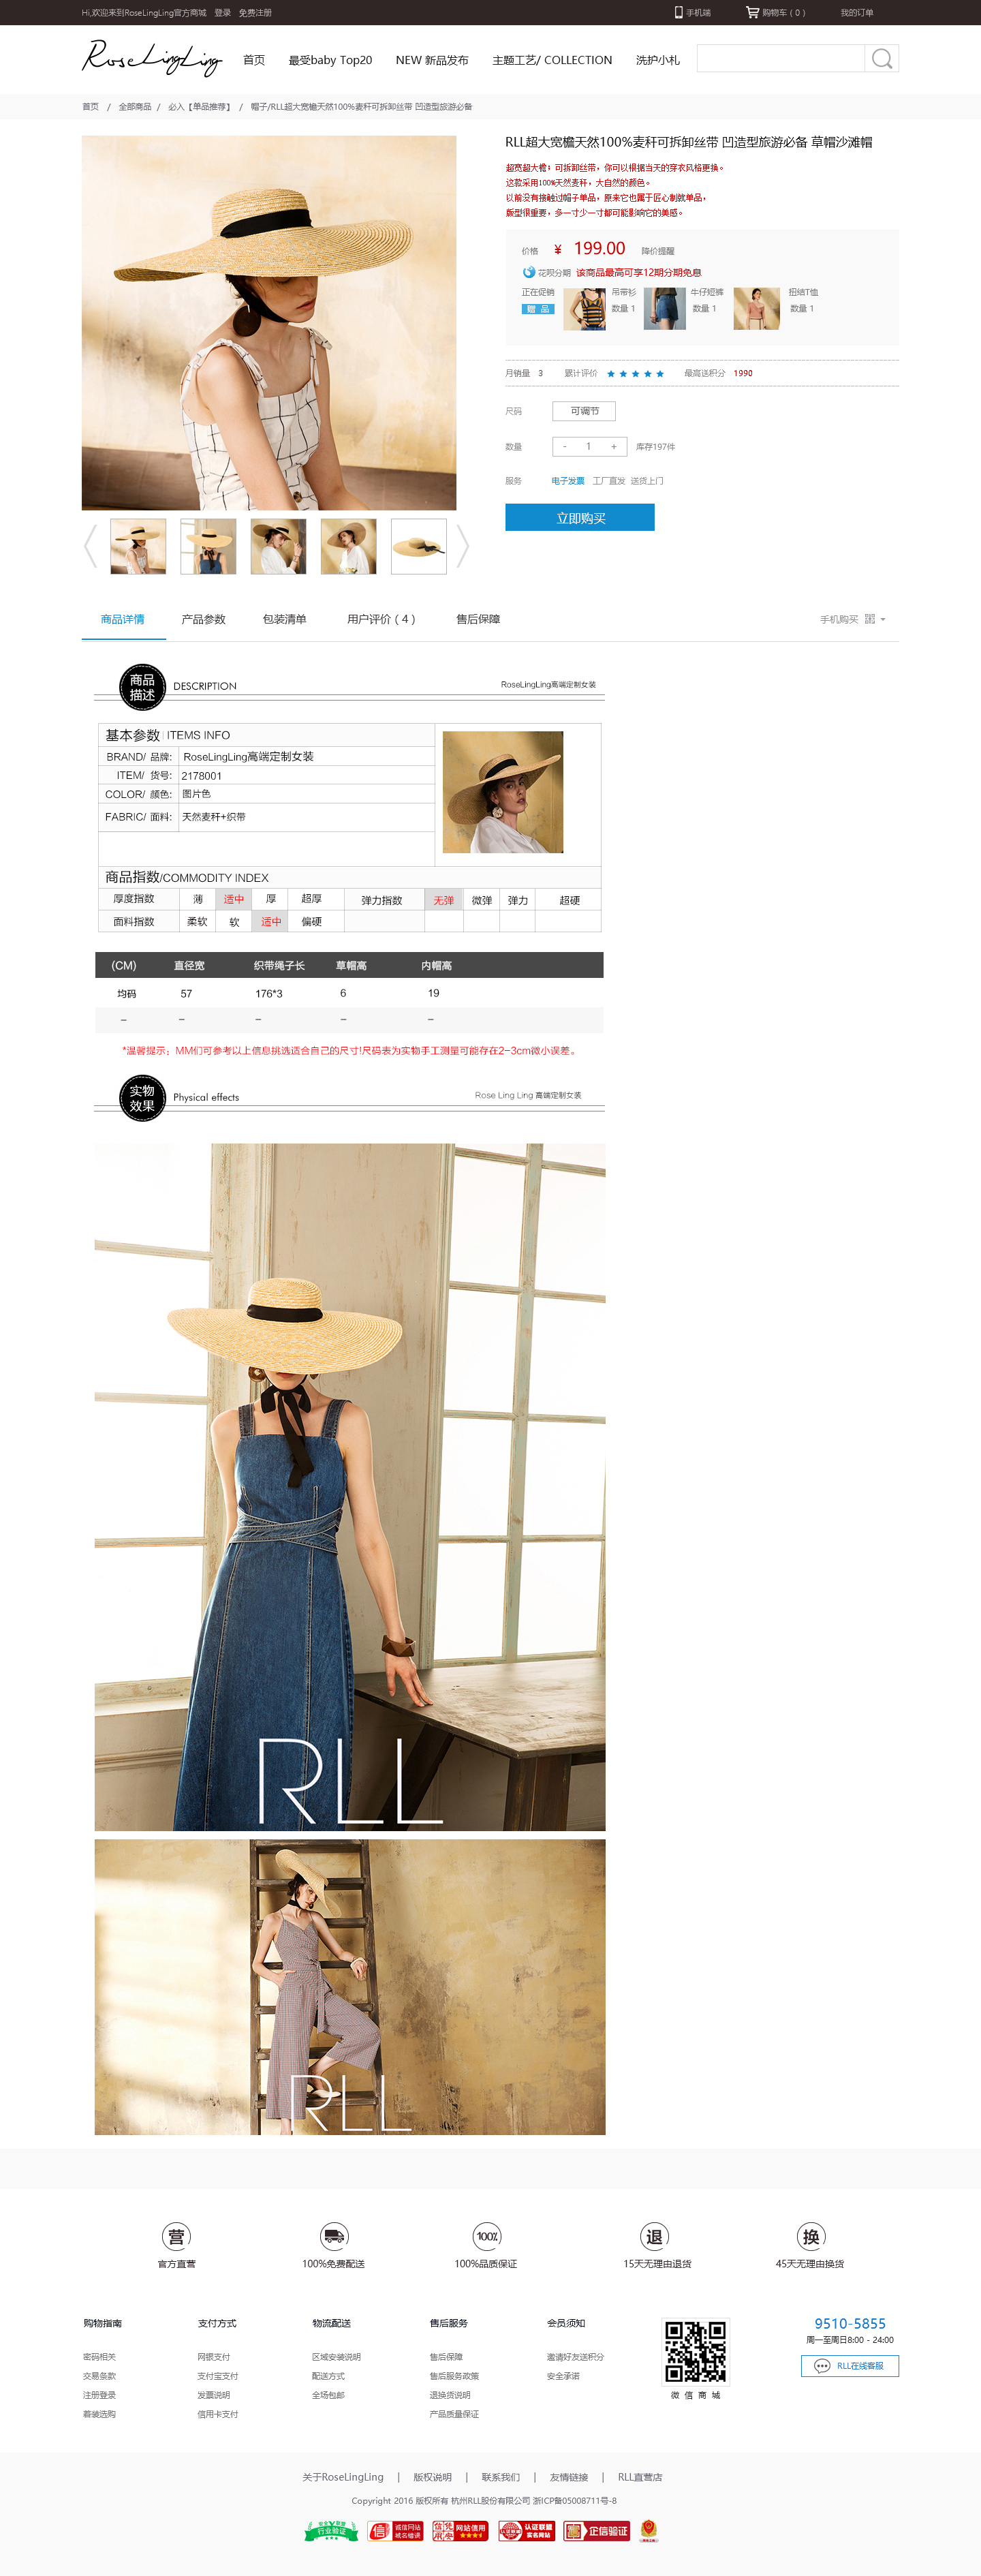 Hi,欢迎来到RoseLingLing官方商城 登录 免费注册 手机端 购物车（0） 我的订单
RoseLingLing 首页 最受baby Top20 NEW 新品发布 主题工艺/ COLLECTION 洗护小札
首页 / 全部商品 / 必入【单品推荐】 / 帽子/RLL超大宽檐天然100%麦秆可拆卸丝带 凹造型旅游必备
RLL超大宽檐天然100%麦秆可拆卸丝带 凹造型旅游必备 草帽沙滩帽
超宽超大檐：可拆卸丝带，你可以根据当天的穿衣风格更换。
这款采用100%天然麦秆，大自然的颜色。
以前没有接触过帽子单品，原来它也属于匠心制就单品，
版型很重要，多一寸少一寸都可能影响它的美感。
价格 ¥ 199.00 降价提醒
花呗分期 该商品最高可享12期分期免息
正在促销 吊带衫 牛仔短裤 扭结T恤
赠 品 数量 1 数量 1 数量 1
月销量 3 累计评价 ★ ★ ★ ★ ★ 最高送积分 1990
尺码 可调节
数量 - 1 + 库存197件
服务 电子发票 工厂直发 送货上门
立即购买
商品详情 产品参数 包装清单 用户评价（4） 售后保障 手机购买
商品
描述 DESCRIPTION RoseLingLing高端定制女装
基本参数 ITEMS INFO
BRAND/ 品牌: RoseLingLing高端定制女装
ITEM/ 货号: 2178001
COLOR/ 颜色: 图片色
FABRIC/ 面料: 天然麦秆+织带
商品指数/COMMODITY INDEX
厚度指数 薄 适中 厚 超厚 弹力指数 无弹 微弹 弹力 超硬
面料指数 柔软 软 适中 偏硬
(CM) 直径宽 织带绳子长 草帽高 内帽高
均码 57 176*3 6 19
– – – – –
*温馨提示：MM们可参考以上信息挑选适合自己的尺寸!尺码表为实物手工测量可能存在2-3cm微小误差。
实物
效果 Physical effects Rose Ling Ling 高端定制女装
RLL
RLL
营 100% 退 换
官方直营 100%免费配送 100%品质保证 15天无理由退货 45天无理由换货
购物指南 支付方式 物流配送 售后服务 会员须知 9510-5855
周一至周日8:00 - 24:00
密码相关 网银支付 区域安装说明 售后保障 邀请好友送积分
RLL在线客服
交易条款 支付宝支付 配送方式 售后服务政策 安全承诺
注册登录 发票说明 全场包邮 退换货说明 微 信 商 城
着装选购 信用卡支付 产品质量保证
关于RoseLingLing | 版权说明 | 联系我们 | 友情链接 | RLL直营店
Copyright 2016 版权所有 杭州RLL股份有限公司 浙ICP备05008711号-8
行业验证 信 诚信网站 域名错误 网站信用 认证联盟 实名网站 企信验证